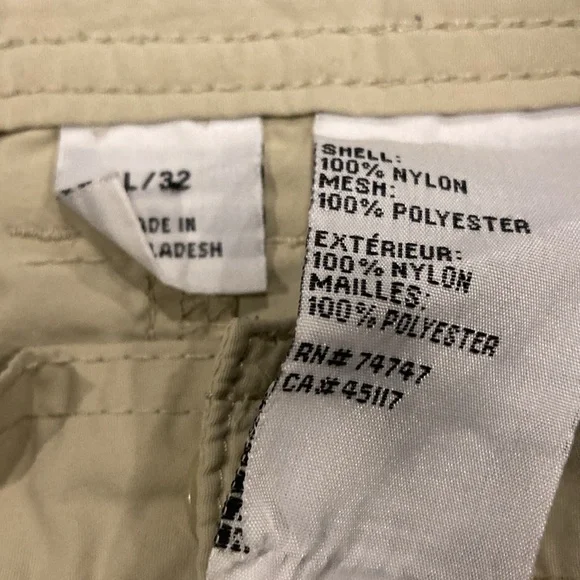 L/32
ADE IN
LADESH
SHELL:
100% NYLON
MESH:
100% POLYESTER
EXTÉRIEUR:
100% NYLON
MAILLES:
100% POLYESTER
RN# 74747
CA# 45117